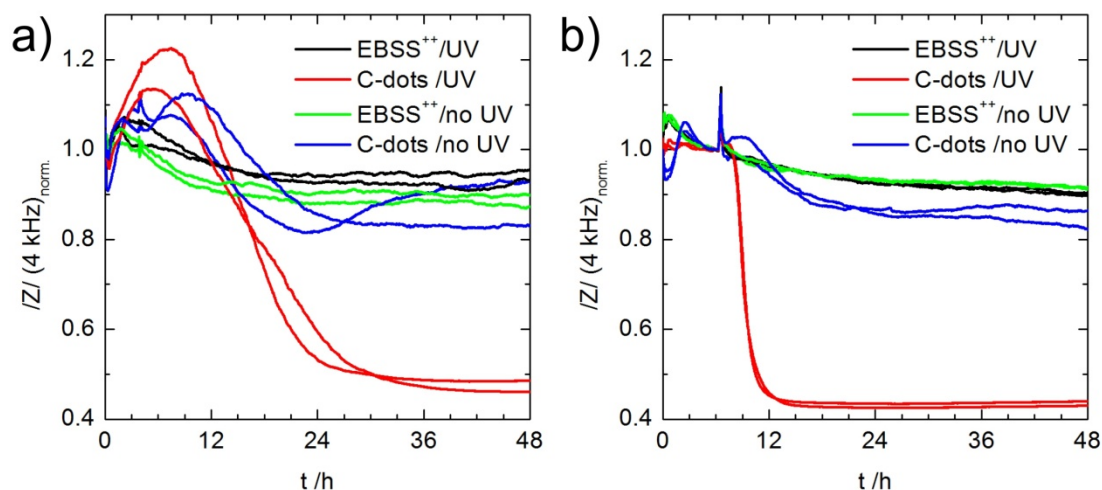 a)
EBSS⁺⁺/UV
C-dots /UV
EBSS⁺⁺/no UV
C-dots /no UV
/Z/ (4 kHz)norm.
1.2
1.0
0.8
0.6
0.4
0 12 24 36 48
t /h
b)
EBSS⁺⁺/UV
C-dots /UV
EBSS⁺⁺/no UV
C-dots /no UV
/Z/ (4 kHz)norm.
1.2
1.0
0.8
0.6
0.4
0 12 24 36 48
t /h